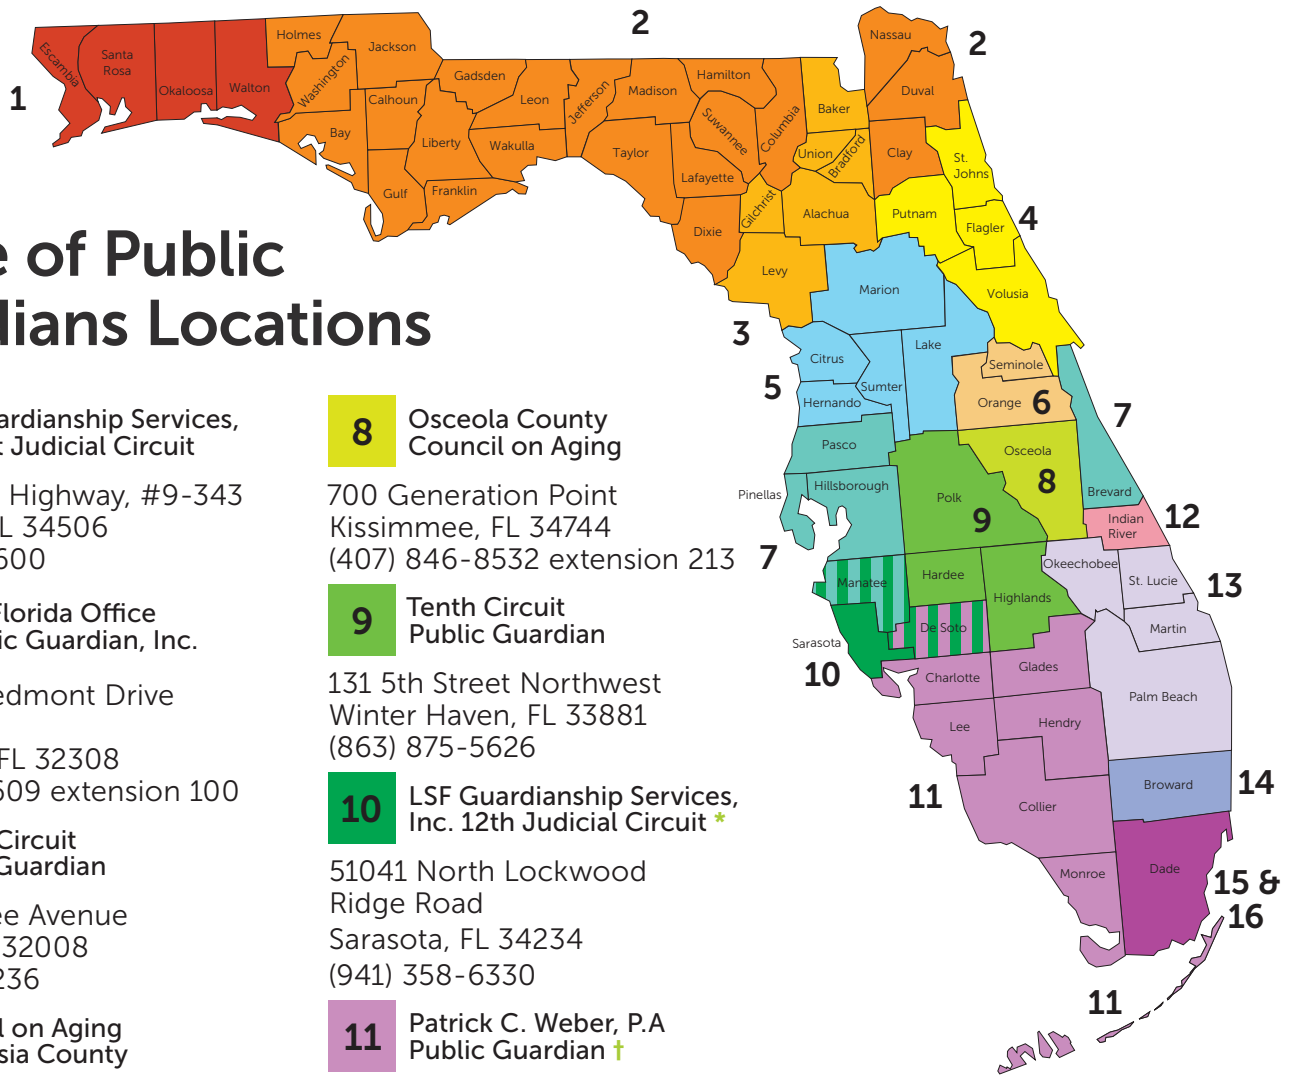 e of Public
dians Locations
ardianship Services,
t Judicial Circuit
Highway, #9-343
L 34506
600
Florida Office
ic Guardian, Inc.
edmont Drive
FL 32308
609 extension 100
Circuit
Guardian
ee Avenue
32008
236
l on Aging
sia County
8
Osceola County
Council on Aging
700 Generation Point
Kissimmee, FL 34744
(407) 846-8532 extension 213
9
Tenth Circuit
Public Guardian
131 5th Street Northwest
Winter Haven, FL 33881
(863) 875-5626
10
LSF Guardianship Services,
Inc. 12th Judicial Circuit *
51041 North Lockwood
Ridge Road
Sarasota, FL 34234
(941) 358-6330
11
Patrick C. Weber, P.A
Public Guardian †
1
Escambia
Santa
Rosa
Okaloosa
Walton
2
Holmes
Jackson
Washington
Bay
Calhoun
Gulf
Gadsden
Liberty
Franklin
Leon
Wakulla
Jefferson
Madison
Taylor
Hamilton
Suwannee
Lafayette
Columbia
Dixie
2
Nassau
Duval
Clay
3
Baker
Union
Bradford
Gilchrist
Alachua
Levy
4
St.
Johns
Putnam
Flagler
Volusia
5
Marion
Citrus
Sumter
Lake
Hernando
Seminole
Orange
6
7
Brevard
Pasco
Pinellas
Hillsborough
7
Manatee
Osceola
8
Polk
9
Hardee
Highlands
Indian
River
12
Okeechobee
St. Lucie
13
Martin
Palm Beach
Sarasota
10
De Soto
Charlotte
Glades
Lee
Hendry
11
Collier
Monroe
Broward
14
Dade
15 &
16
11